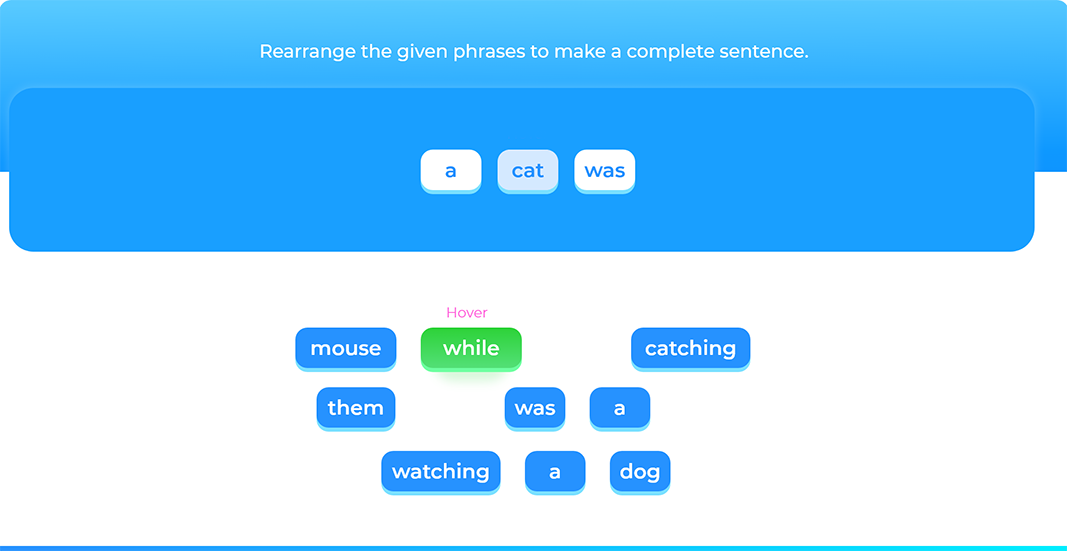 Rearrange the given phrases to make a complete sentence.
a cat was
Hover
mouse while catching
them was a
watching a dog